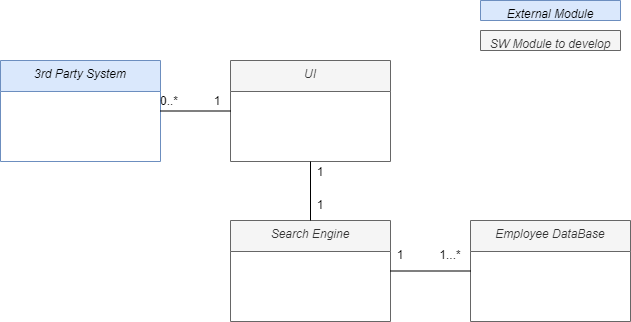 External Module
SW Module to develop
3rd Party System
UI
0..*
1
1
1
Search Engine
Employee DataBase
1
1...*